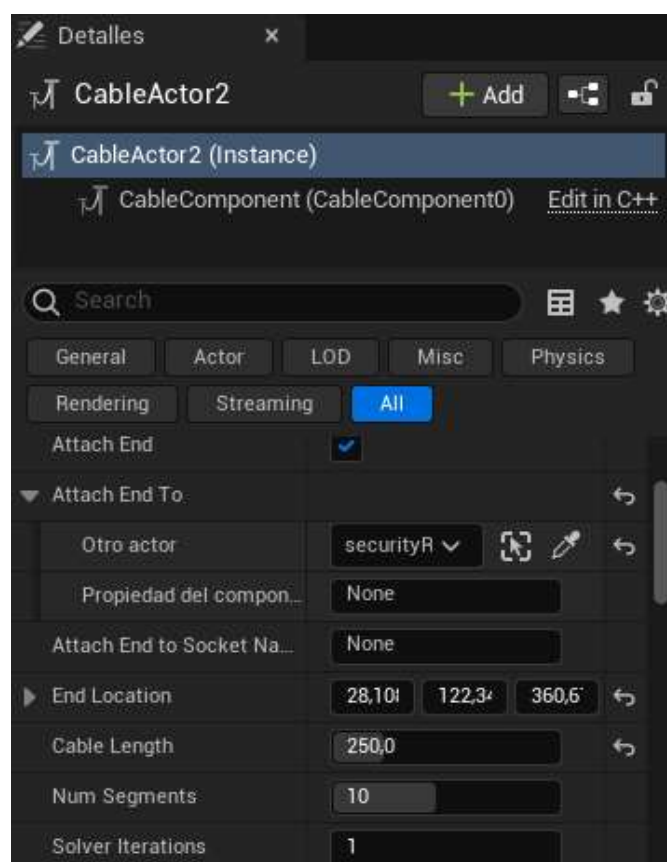 Detalles
CableActor2
Add
CableActor2 (Instance)
CableComponent (CableComponent0) Edit in C++
Search
General Actor LOD Misc Physics
Rendering Streaming All
Attach End
Attach End To
Otro actor securityR
Propiedad del compon... None
Attach End to Socket Na... None
End Location 28,108 122,34 360,6
Cable Length 250,0
Num Segments 10
Solver Iterations 1